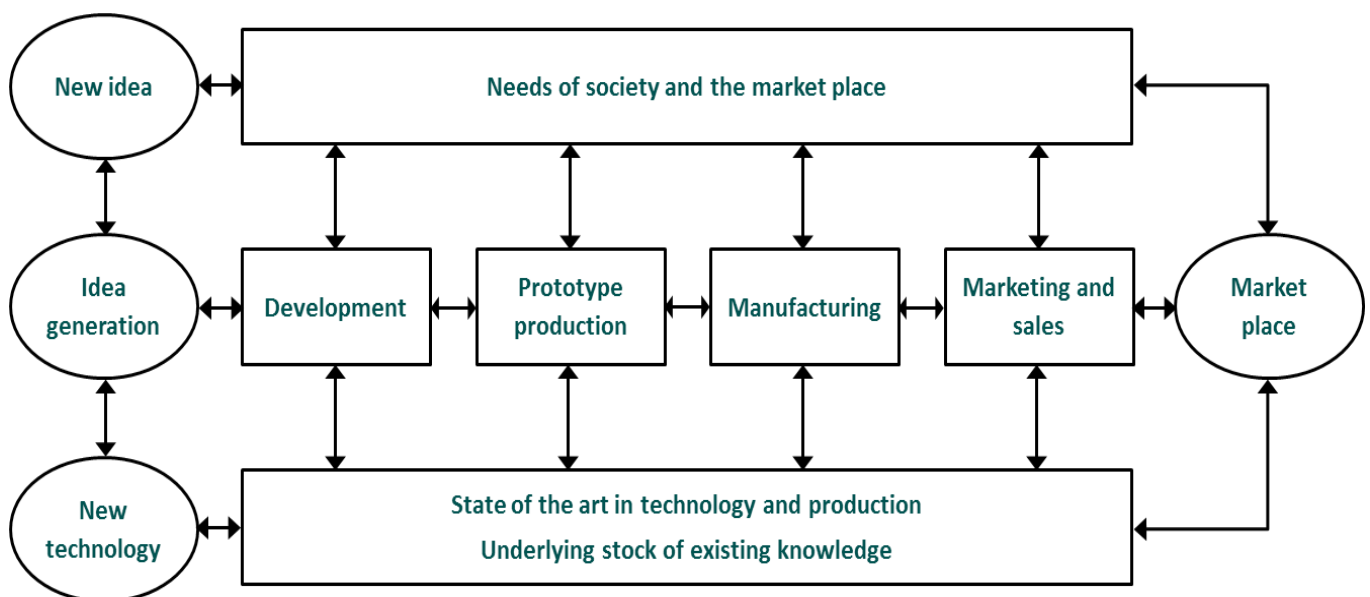 New idea
Needs of society and the market place
Idea
generation
Development
Prototype
production
Manufacturing
Marketing and
sales
Market
place
New
technology
State of the art in technology and production
Underlying stock of existing knowledge